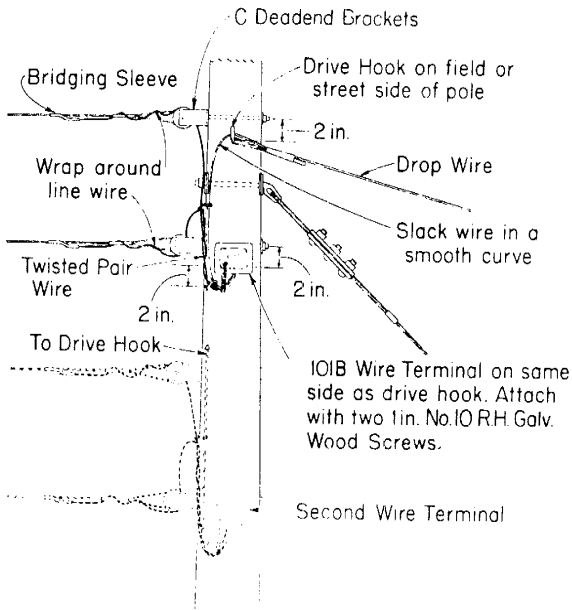 C Deadend Brackets
Bridging Sleeve
Drive Hook on field or
street side of pole
2 in.
Drop Wire
Wrap around
line wire
Slack wire in a
smooth curve
Twisted Pair
Wire
2 in.
2 in.
To Drive Hook
101B Wire Terminal on same
side as drive hook. Attach
with two 1in. No.10 R.H. Galv.
Wood Screws.
Second Wire Terminal